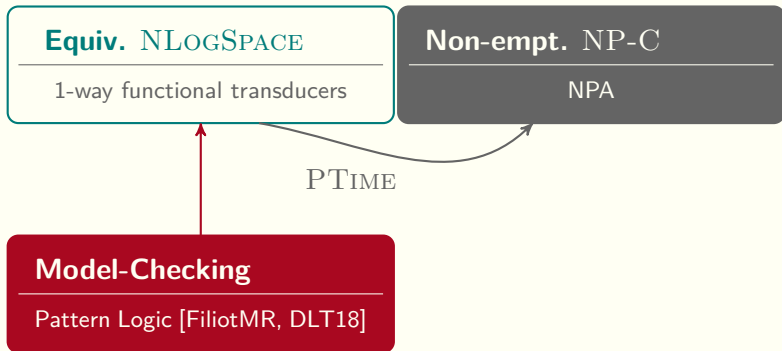 Equiv. NLOGSPACE
1-way functional transducers
Non-empt. NP-C
NPA
PTIME
Model-Checking
Pattern Logic [FiliotMR, DLT18]